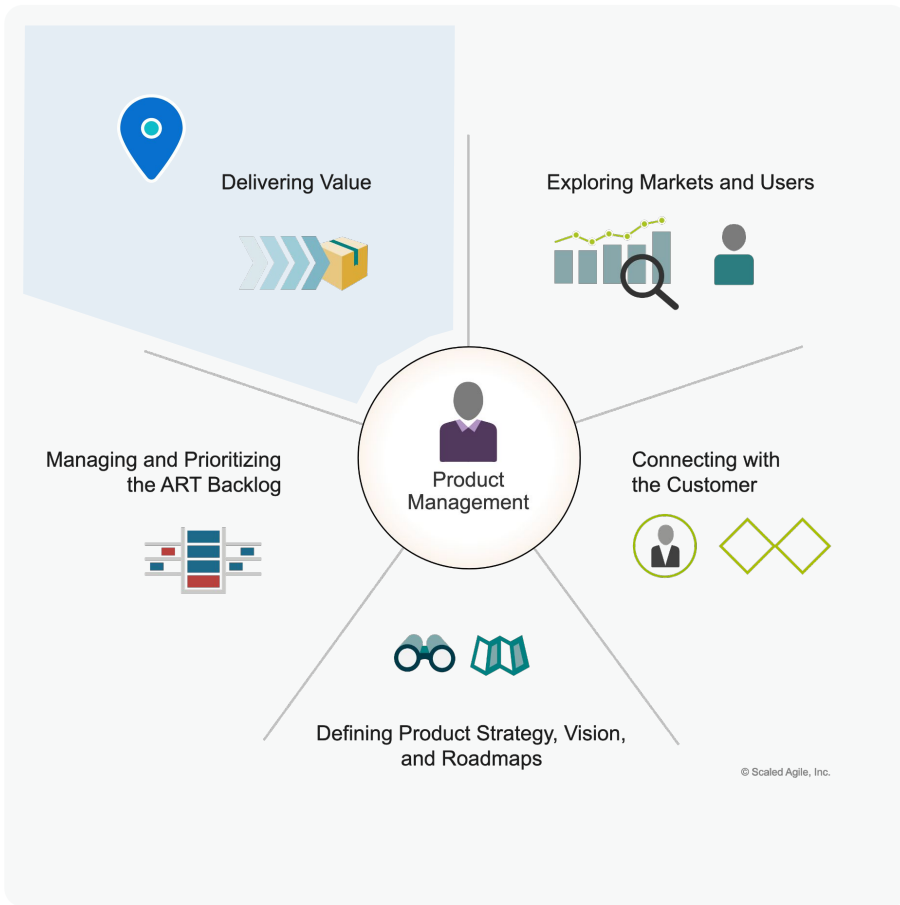 Delivering Value
Exploring Markets and Users
Managing and Prioritizing
the ART Backlog
Product
Management
Connecting with
the Customer
Defining Product Strategy, Vision,
and Roadmaps
© Scaled Agile, Inc.